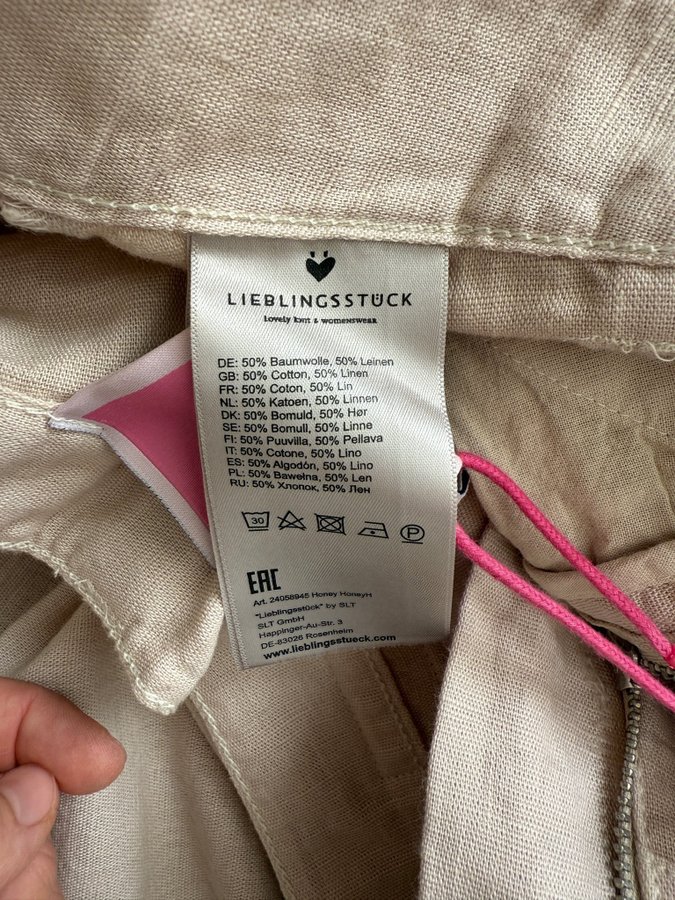 LIEBLINGSSTÜCK
Lovely knit & womenswear
DE: 50% Baumwolle, 50% Leinen
GB: 50% Cotton, 50% Linen
FR: 50% Coton, 50% Lin
NL: 50% Katoen, 50% Linnen
DK: 50% Bomuld, 50% Hør
SE: 50% Bomull, 50% Linne
FI: 50% Puuvilla, 50% Pellava
IT: 50% Cotone, 50% Lino
ES: 50% Algodón, 50% Lino
PL: 50% Bawełna, 50% Len
RU: 50% Хлопок, 50% Лен
30
P
EAC
Art. 24058945 Honey HoneyH
"Lieblingsstück" by SLT
SLT GmbH
Happinger-Au-Str. 3
DE-83026 Rosenheim
www.lieblingsstueck.com